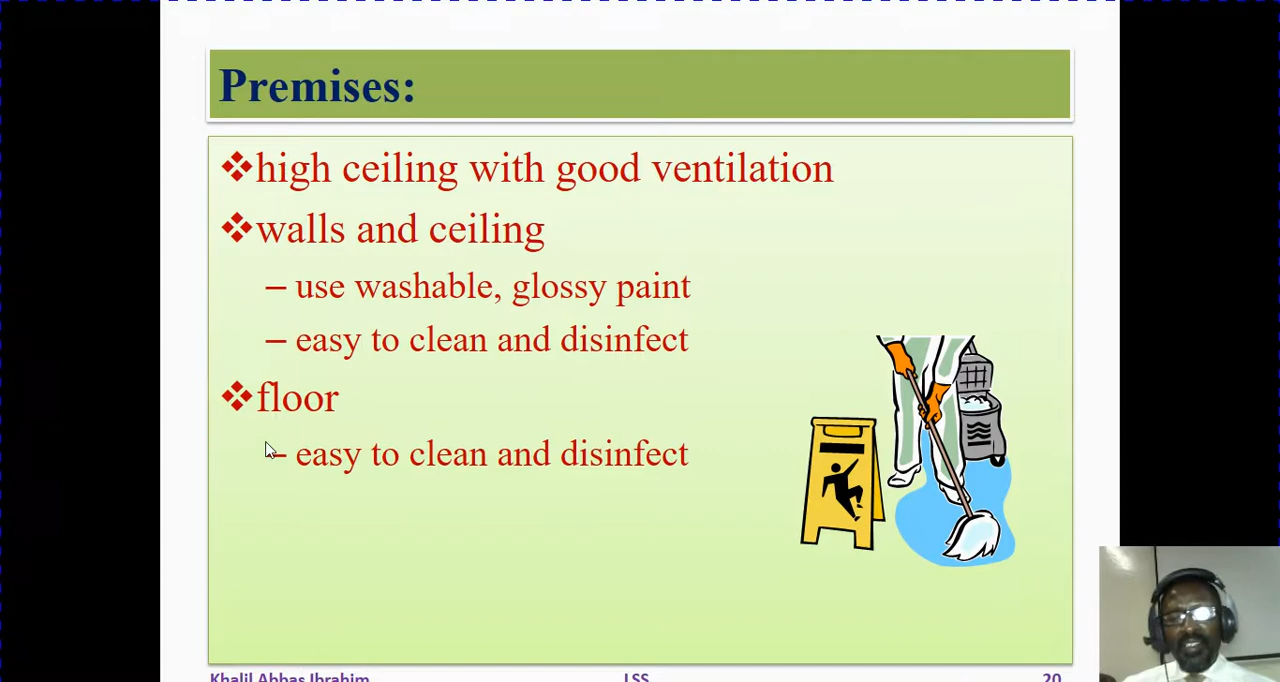 Premises:
high ceiling with good ventilation
walls and ceiling
– use washable, glossy paint
– easy to clean and disinfect
floor
– easy to clean and disinfect
Khalil Abbas Ibrahim LSS 20